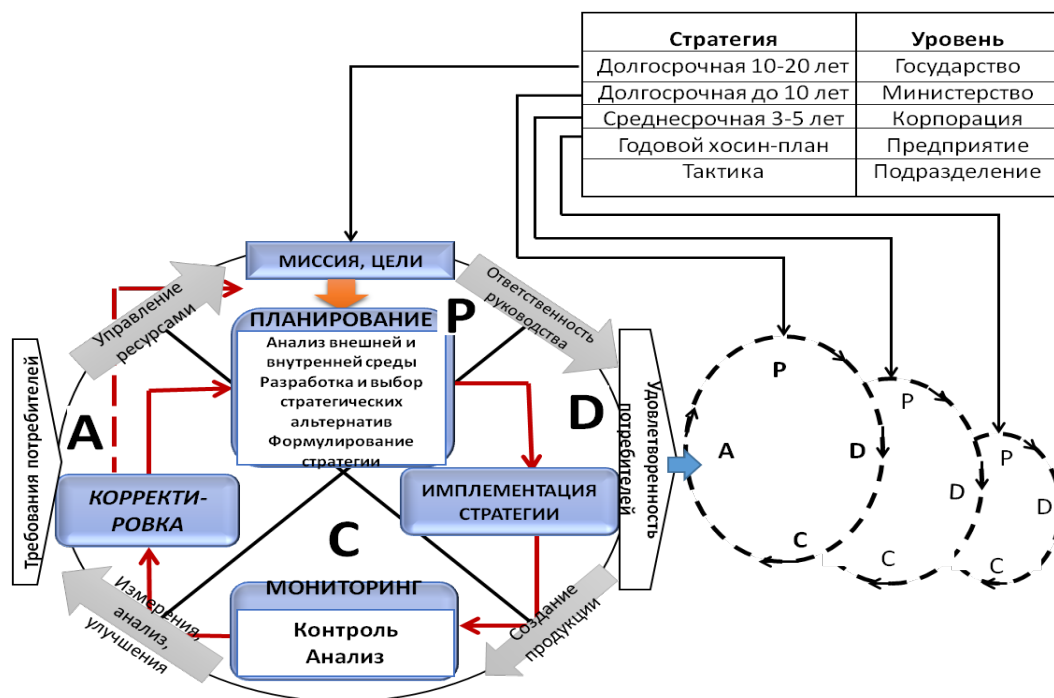 Стратегия Уровень
Долгосрочная 10-20 лет Государство
Долгосрочная до 10 лет Министерство
Среднесрочная 3-5 лет Корпорация
Годовой хосин-план Предприятие
Тактика Подразделение
МИССИЯ, ЦЕЛИ
Управление
ресурсами
Ответственность
руководства
P
ПЛАНИРОВАНИЕ
Анализ внешней и
внутренней среды
Разработка и выбор
стратегических
альтернатив
Формулирование
стратегии
Требования потребителей
A
D
Удовлетворенность
потребителей
КОРРЕКТИ-
РОВКА
ИМПЛЕМЕНТАЦИЯ
СТРАТЕГИИ
C
МОНИТОРИНГ
Контроль
Анализ
Измерения,
анализ,
улучшения
Создание
продукции
P
A
D
C
P
D
C
P
D
C